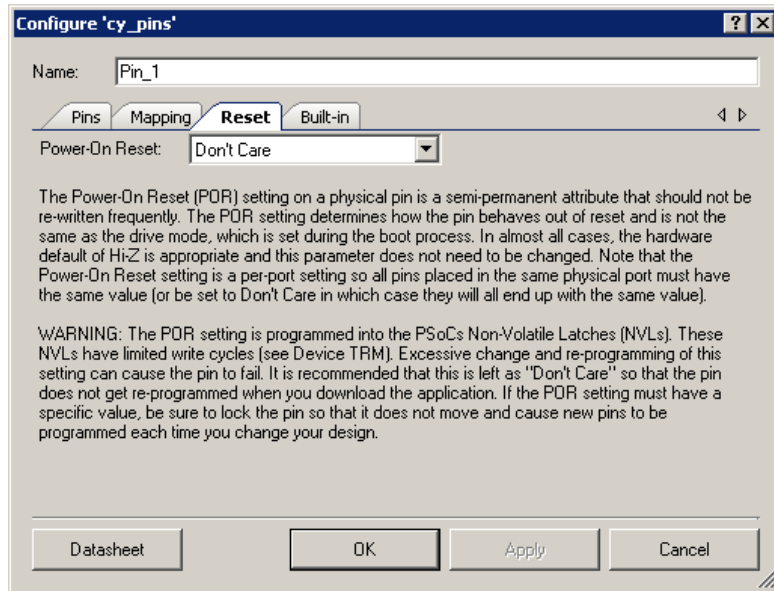 Configure 'cy_pins'
Name: Pin_1
Pins Mapping Reset Built-in
Power-On Reset: Don't Care
The Power-On Reset (POR) setting on a physical pin is a semi-permanent attribute that should not be
re-written frequently. The POR setting determines how the pin behaves out of reset and is not the
same as the drive mode, which is set during the boot process. In almost all cases, the hardware
default of Hi-Z is appropriate and this parameter does not need to be changed. Note that the
Power-On Reset setting is a per-port setting so all pins placed in the same physical port must have
the same value (or be set to Don't Care in which case they will all end up with the same value).
WARNING: The POR setting is programmed into the PSoCs Non-Volatile Latches (NVLs). These
NVLs have limited write cycles (see Device TRM). Excessive change and re-programming of this
setting can cause the pin to fail. It is recommended that this is left as "Don't Care" so that the pin
does not get re-programmed when you download the application. If the POR setting must have a
specific value, be sure to lock the pin so that it does not move and cause new pins to be
programmed each time you change your design.
Datasheet OK Apply Cancel